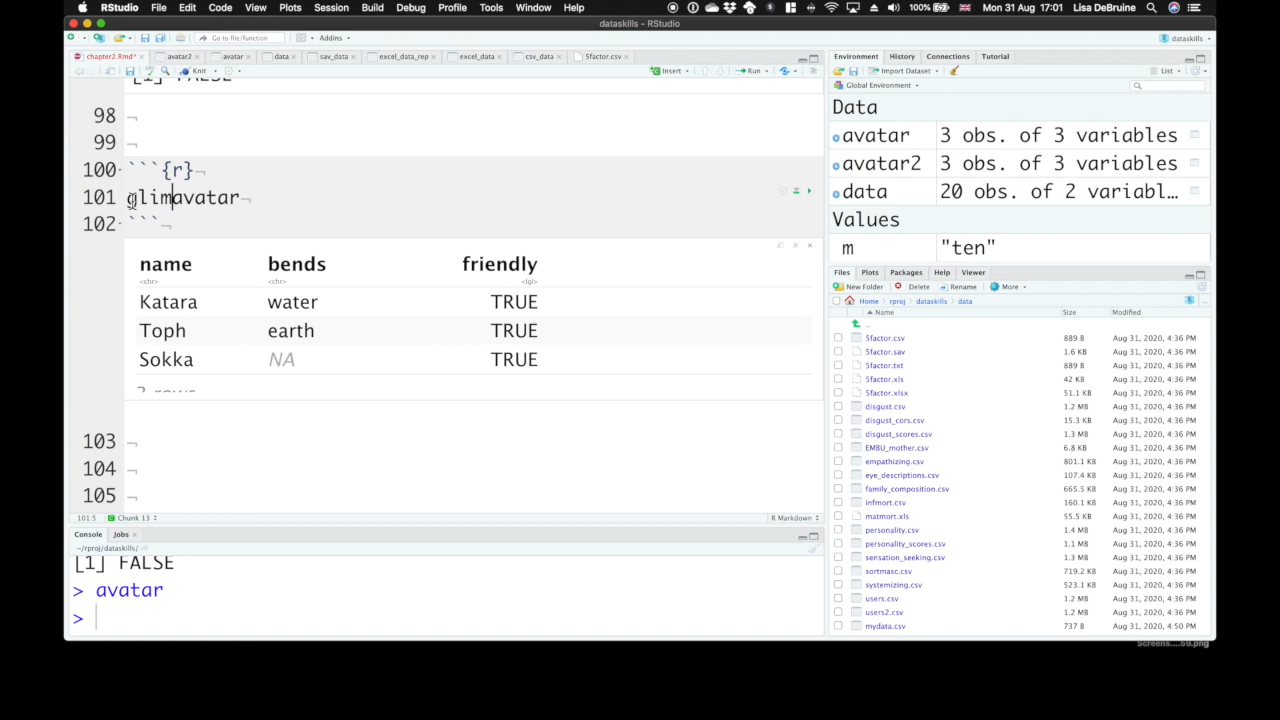 RStudio File Edit Code View Plots Session Build Debug Profile Tools Window Help 100% Mon 31 Aug 17:01 Lisa DeBruine
dataskills - RStudio
Go to file/function Addins dataskills
chapter2.Rmd* avatar2 avatar data sav_data excel_data_rep excel_data csv_data 5factor.csv
Knit Insert Run
[1] FALSE
98 ¬
99 ¬
100 ```{r}¬
101 glimavatar¬
102 ```¬
name bends friendly
<chr> <chr> <lgl>
Katara water TRUE
Toph earth TRUE
Sokka NA TRUE
3 rows
103 ¬
104 ¬
105 ¬
101:5 Chunk 13 R Markdown
Console Jobs
~/rproj/dataskills/
[1] FALSE
> avatar
>
Environment History Connections Tutorial
Import Dataset List
Global Environment
Data
avatar 3 obs. of 3 variables
avatar2 3 obs. of 3 variables
data 20 obs. of 2 variabl…
Values
m "ten"
Files Plots Packages Help Viewer
New Folder Delete Rename More
Home rproj dataskills data
Name Size Modified
..
5factor.csv 889 B Aug 31, 2020, 4:36 PM
5factor.sav 1.6 KB Aug 31, 2020, 4:36 PM
5factor.txt 889 B Aug 31, 2020, 4:36 PM
5factor.xls 42 KB Aug 31, 2020, 4:36 PM
5factor.xlsx 51.1 KB Aug 31, 2020, 4:36 PM
disgust.csv 1.2 MB Aug 31, 2020, 4:36 PM
disgust_cors.csv 15.3 KB Aug 31, 2020, 4:36 PM
disgust_scores.csv 1.3 MB Aug 31, 2020, 4:36 PM
EMBU_mother.csv 6.8 KB Aug 31, 2020, 4:36 PM
empathizing.csv 801.1 KB Aug 31, 2020, 4:36 PM
eye_descriptions.csv 107.4 KB Aug 31, 2020, 4:36 PM
family_composition.csv 665.5 KB Aug 31, 2020, 4:36 PM
infmort.csv 160.1 KB Aug 31, 2020, 4:36 PM
matmort.xls 55.5 KB Aug 31, 2020, 4:36 PM
personality.csv 1.4 MB Aug 31, 2020, 4:36 PM
personality_scores.csv 1.1 MB Aug 31, 2020, 4:36 PM
sensation_seeking.csv 1.3 MB Aug 31, 2020, 4:36 PM
sortmasc.csv 719.2 KB Aug 31, 2020, 4:36 PM
systemizing.csv 523.1 KB Aug 31, 2020, 4:36 PM
users.csv 1.2 MB Aug 31, 2020, 4:36 PM
users2.csv 1.2 MB Aug 31, 2020, 4:36 PM
mydata.csv 737 B Aug 31, 2020, 4:50 PM
Screens....59.png